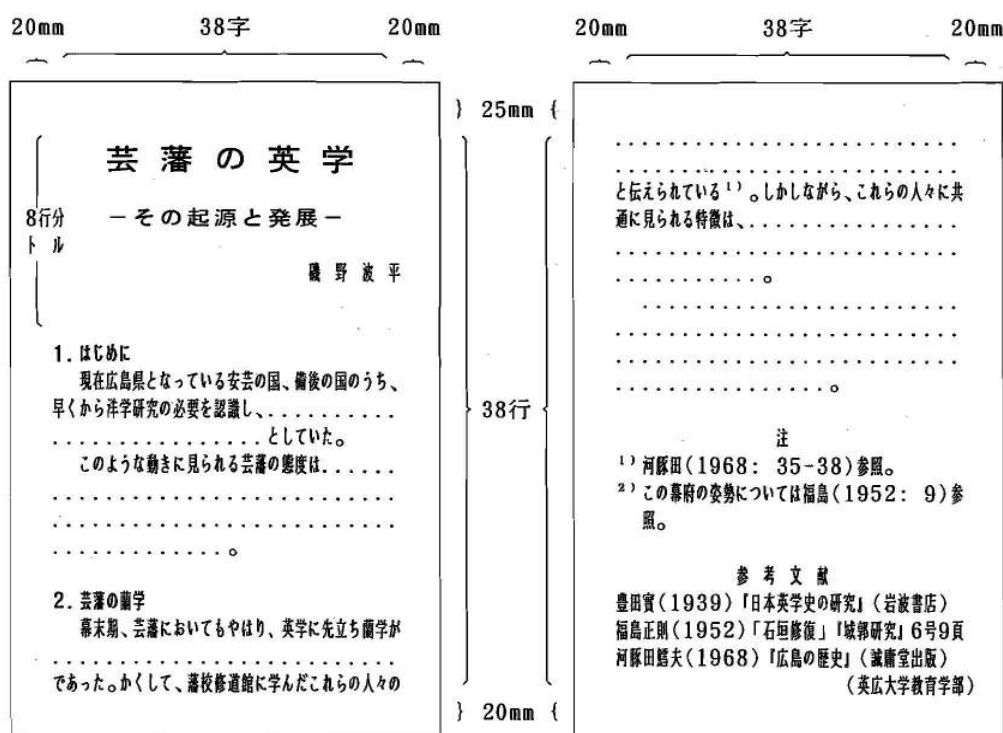 20mm 38字 20mm
芸藩の英学
－その起源と発展－
8行分
トル
磯野波平
1. はじめに
現在広島県となっている安芸の国、備後の国のうち、
早くから洋学研究の必要を認識し、...........
................としていた。
このような動きに見られる芸藩の態度は......
..........................
..........................
.............。
2. 芸藩の蘭学
幕末期、芸藩においてもやはり、英学に先立ち蘭学が
..........................
であった。かくして、藩校修道館に学んだこれらの人々の
25mm
38行
20mm
20mm 38字 20mm
..........................
..........................
と伝えられている¹⁾。しかしながら、これらの人々に共
通に見られる特徴は、................
..........................
...........。
........................
..........................
..........................
................。
注
¹⁾ 河豚田(1968: 35-38)参照。
²⁾ この幕府の姿勢については福島(1952: 9)参
照。
参考文献
豊田實(1939)『日本英学史の研究』(岩波書店)
福島正則(1952)「石垣修復」『城郭研究』6号9頁
河豚田鱈夫(1968)『広島の歴史』(誠庸堂出版)
(英広大学教育学部)